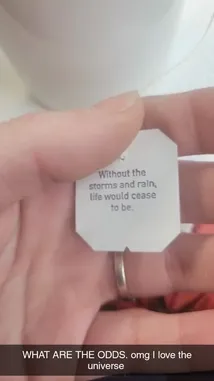 Without the
storms and rain,
life would cease
to be.
WHAT ARE THE ODDS. omg I love the
universe